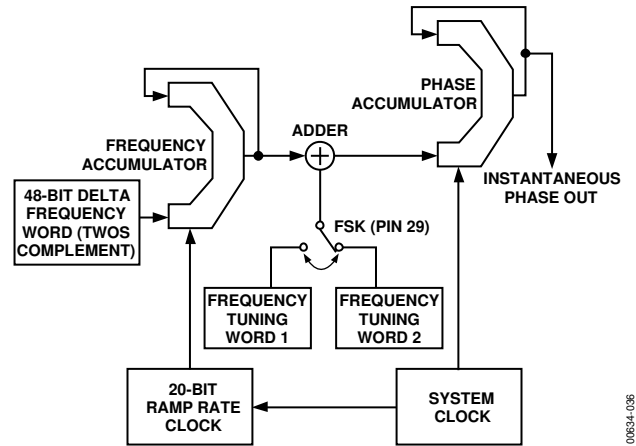 PHASE
ACCUMULATOR
ADDER
FREQUENCY
ACCUMULATOR
INSTANTANEOUS
PHASE OUT
48-BIT DELTA
FREQUENCY
WORD (TWOS
COMPLEMENT)
FSK (PIN 29)
FREQUENCY
TUNING
WORD 1
FREQUENCY
TUNING
WORD 2
20-BIT
RAMP RATE
CLOCK
SYSTEM
CLOCK
00634-036